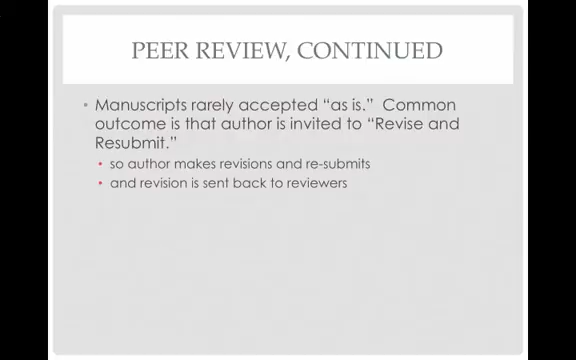 PEER REVIEW, CONTINUED
• Manuscripts rarely accepted “as is.”  Common
outcome is that author is invited to “Revise and
Resubmit.”
• so author makes revisions and re-submits
• and revision is sent back to reviewers